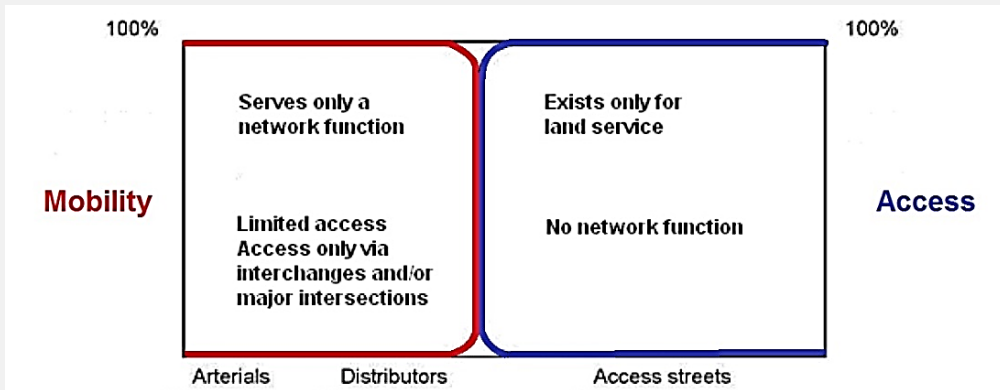 100%
100%
Serves only a
network function
Exists only for
land service
Mobility
Access
Limited access
Access only via
interchanges and/or
major intersections
No network function
Arterials
Distributors
Access streets